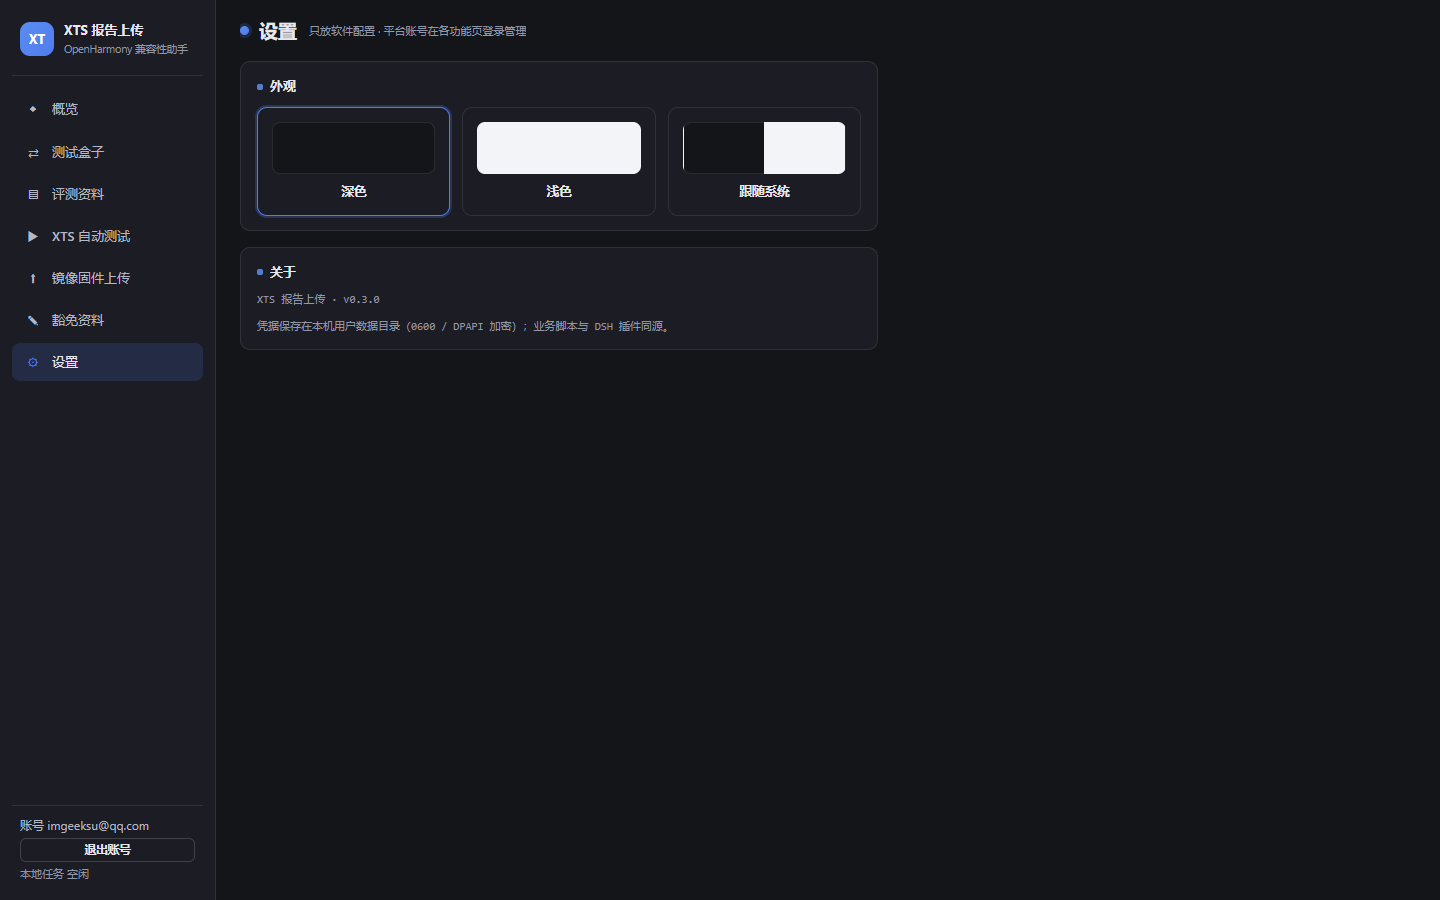 XT
XTS 报告上传
OpenHarmony 兼容性助手
概览
测试盒子
评测资料
XTS 自动测试
镜像固件上传
豁免资料
设置
账号 imgeeksu@qq.com
退出账号
本地任务 空闲
设置
只放软件配置 · 平台账号在各功能页登录管理
外观
深色
浅色
跟随系统
关于
XTS 报告上传 · v0.3.0
凭据保存在本机用户数据目录（0600 / DPAPI 加密）；业务脚本与 DSH 插件同源。